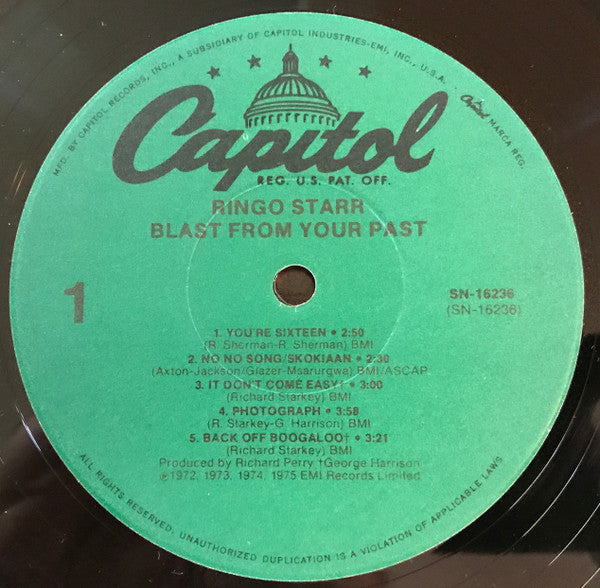 MFD. BY CAPITOL RECORDS, INC., A SUBSIDIARY OF CAPITOL INDUSTRIES-EMI, INC., U.S.A. • Capitol MARCA REG.
Capitol
REG. U.S. PAT. OFF.
RINGO STARR
BLAST FROM YOUR PAST
1
SN-16236
(SN-16236)
1. YOU'RE SIXTEEN • 2:50
(R. Sherman-R. Sherman) BMI
2. NO NO SONG/SKOKIAAN • 2:30
(Axton-Jackson/Glazer-Msarurgwa) BMI/ASCAP
3. IT DON'T COME EASY† • 3:00
(Richard Starkey) BMI
4. PHOTOGRAPH • 3:58
(R. Starkey-G. Harrison) BMI
5. BACK OFF BOOGALOO† • 3:21
(Richard Starkey) BMI
Produced by Richard Perry †George Harrison
℗1972, 1973, 1974, 1975 EMI Records Limited
ALL RIGHTS RESERVED. UNAUTHORIZED DUPLICATION IS A VIOLATION OF APPLICABLE LAWS